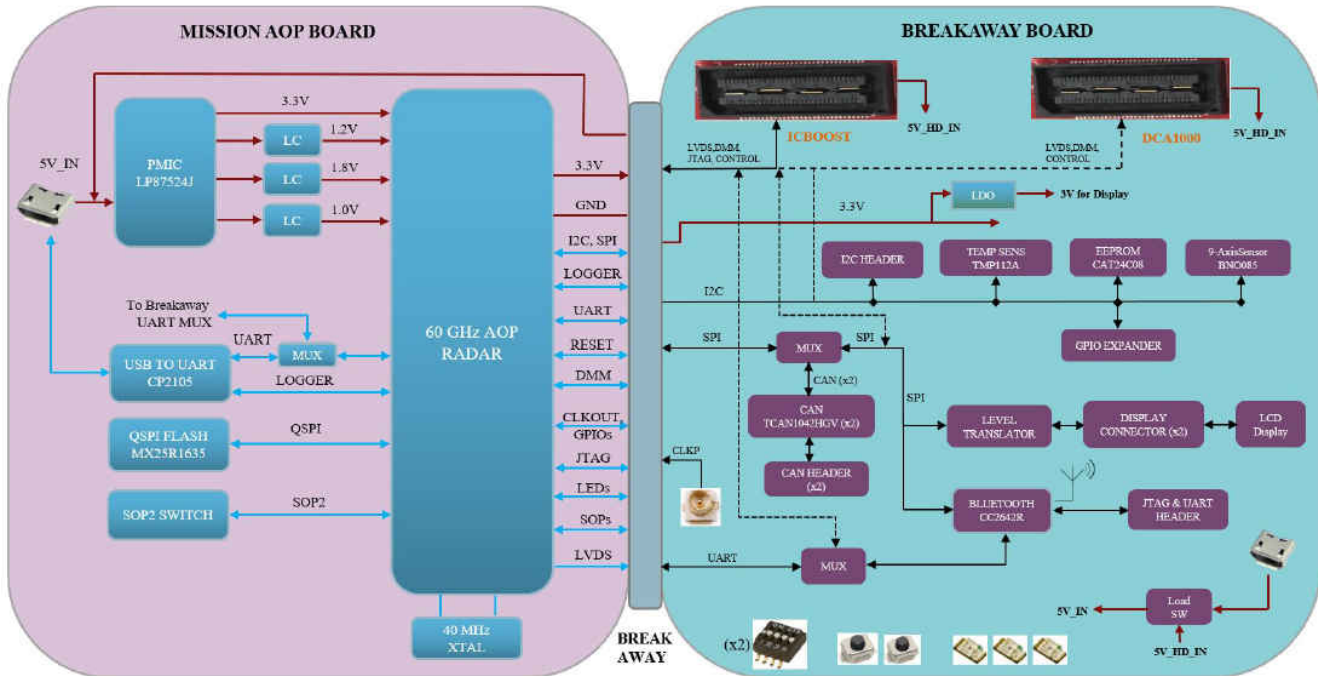 MISSION AOP BOARD
BREAKAWAY BOARD
5V_IN
PMIC
LP87524J
3.3V
LC
1.2V
LC
1.8V
LC
1.0V
60 GHz AOP
RADAR
3.3V
GND
I2C, SPI
LOGGER
UART
RESET
DMM
CLKOUT
GPIOs
JTAG
LEDs
SOPs
LVDS
To Breakaway
UART MUX
UART
MUX
USB TO UART
CP2105
LOGGER
QSPI FLASH
MX25R1635
QSPI
SOP2 SWITCH
SOP2
40 MHz
XTAL
BREAK
AWAY
ICBOOST
5V_HD_IN
DCA1000
5V_HD_IN
LVDS,DMM,
JTAG, CONTROL
LVDS,DMM,
CONTROL
3.3V
LDO
3V for Display
I2C HEADER
TEMP SENS
TMP112A
EEPROM
CAT24C08
9-AxisSensor
BNO085
I2C
GPIO EXPANDER
SPI
MUX
SPI
CAN (x2)
CAN
TCAN1042HGV (x2)
CAN HEADER
(x2)
SPI
LEVEL
TRANSLATOR
DISPLAY
CONNECTOR (x2)
LCD
Display
CLKP
BLUETOOTH
CC2642R
JTAG & UART
HEADER
UART
MUX
5V_IN
Load
SW
5V_HD_IN
(x2)